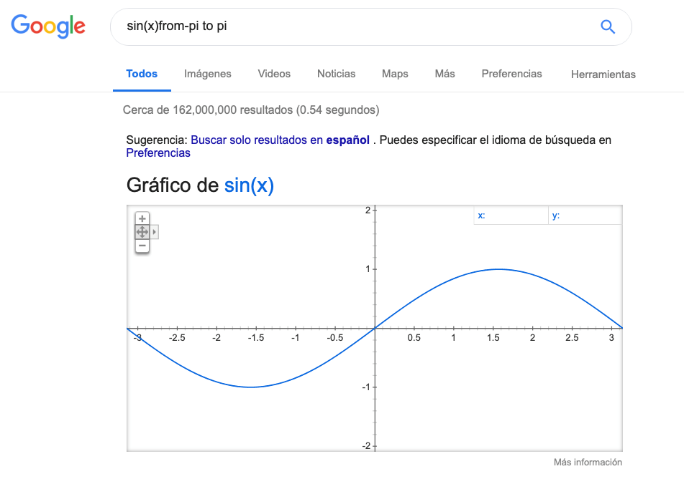 Google
sin(x)from-pi to pi
Todos Imágenes Videos Noticias Maps Más Preferencias Herramientas
Cerca de 162,000,000 resultados (0.54 segundos)
Sugerencia: Buscar solo resultados en español . Puedes especificar el idioma de búsqueda en
Preferencias
Gráfico de sin(x)
2 x: y:
1
-3 -2.5 -2 -1.5 -1 -0.5 0.5 1 1.5 2 2.5 3
-1
-2
Más información